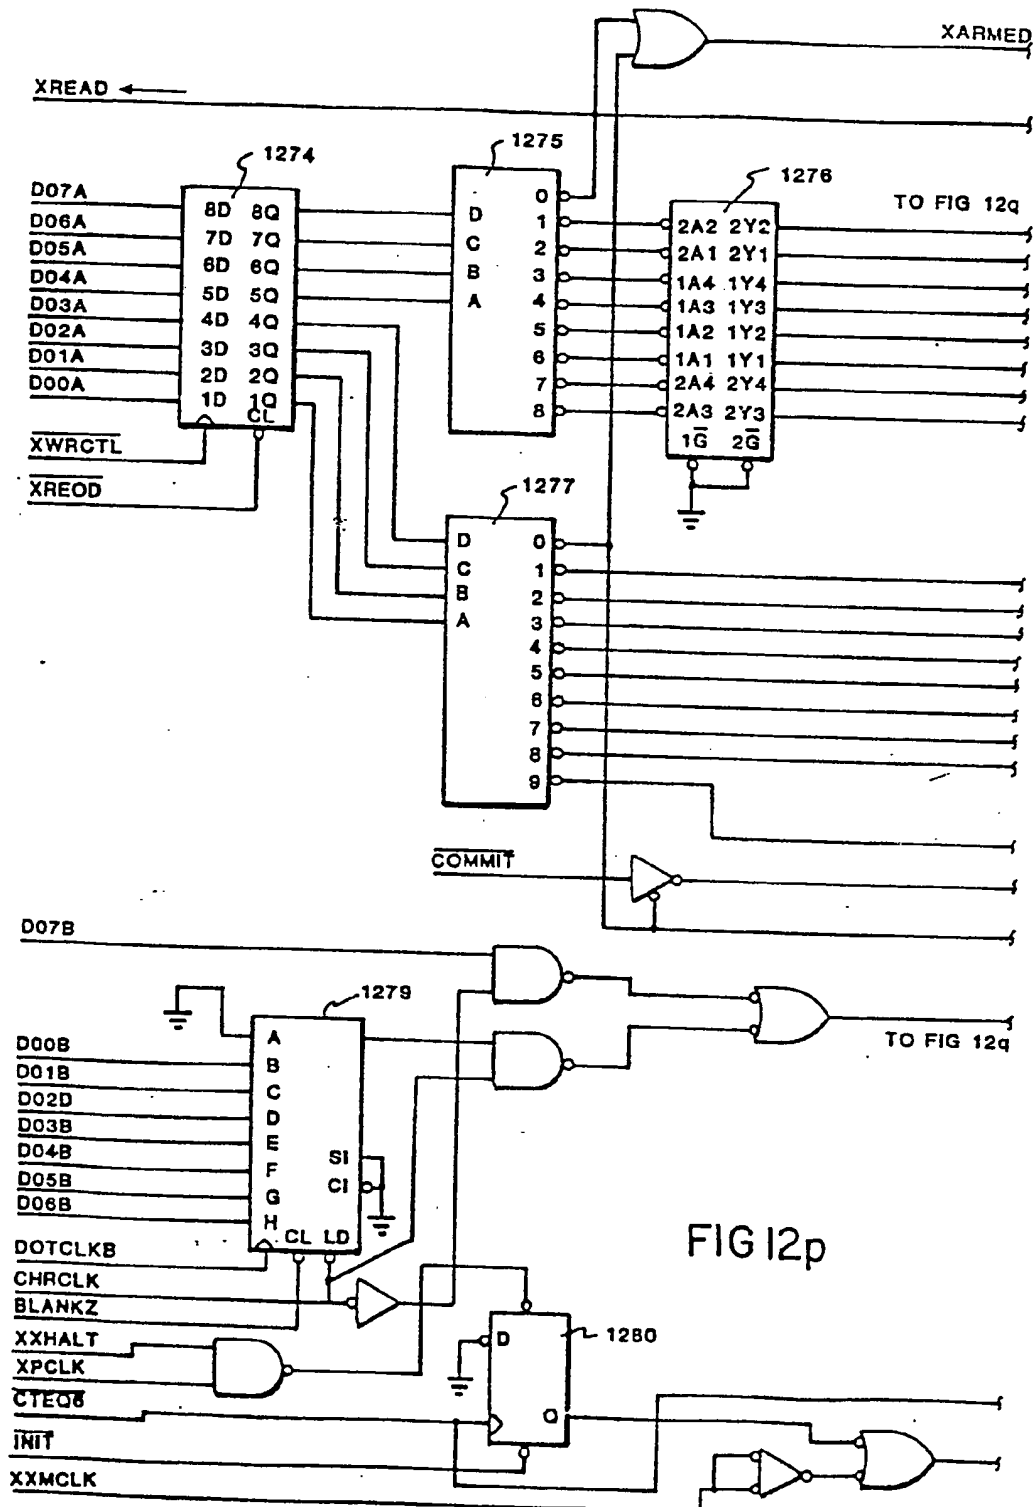 XARMED
XREAD
1274
1275
1276
TO FIG 12q
D07A
D06A
D05A
D04A
D03A
D02A
D01A
D00A
8D 8Q
7D 7Q
6D 6Q
5D 5Q
4D 4Q
3D 3Q
2D 2Q
1D 1Q
CL
XWRCTL
XREOD
D
C
B
A
0
1
2
3
4
5
6
7
8
2A2 2Y2
2A1 2Y1
1A4 1Y4
1A3 1Y3
1A2 1Y2
1A1 1Y1
2A4 2Y4
2A3 2Y3
1G̅ 2G̅
1277
D
C
B
A
0
1
2
3
4
5
6
7
8
9
COMMIT
D07B
1279
TO FIG 12q
D00B
D01B
D02D
D03B
D04B
D05B
D06B
A
B
C
D
E
F
G
H
SI
CI
CL LD
DOTCLKB
CHRCLK
BLANKZ
XXHALT
XPCLK
CTEQ6
INIT
XXMCLK
FIG 12p
1280
D
Q